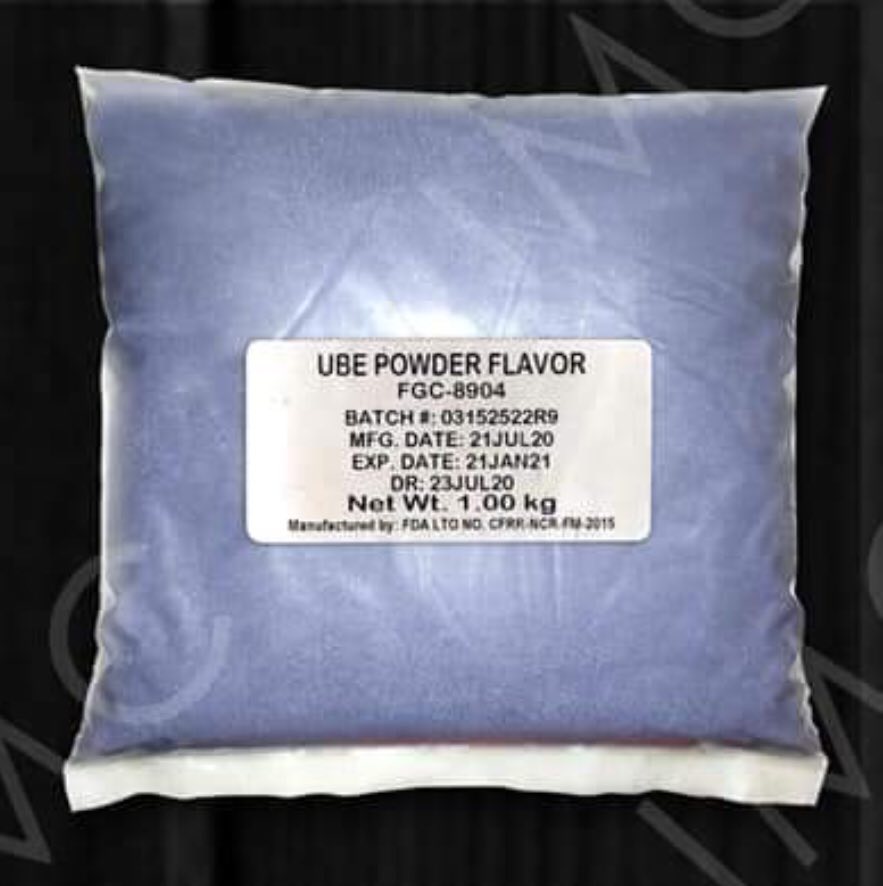 UBE POWDER FLAVOR
FGC-8904
BATCH #: 03152522R9
MFG. DATE: 21JUL20
EXP. DATE: 21JAN21
DR: 23JUL20
Net Wt. 1.00 kg
Manufactured by: FDA LTO NO. CFRR-NCR-FM-2015